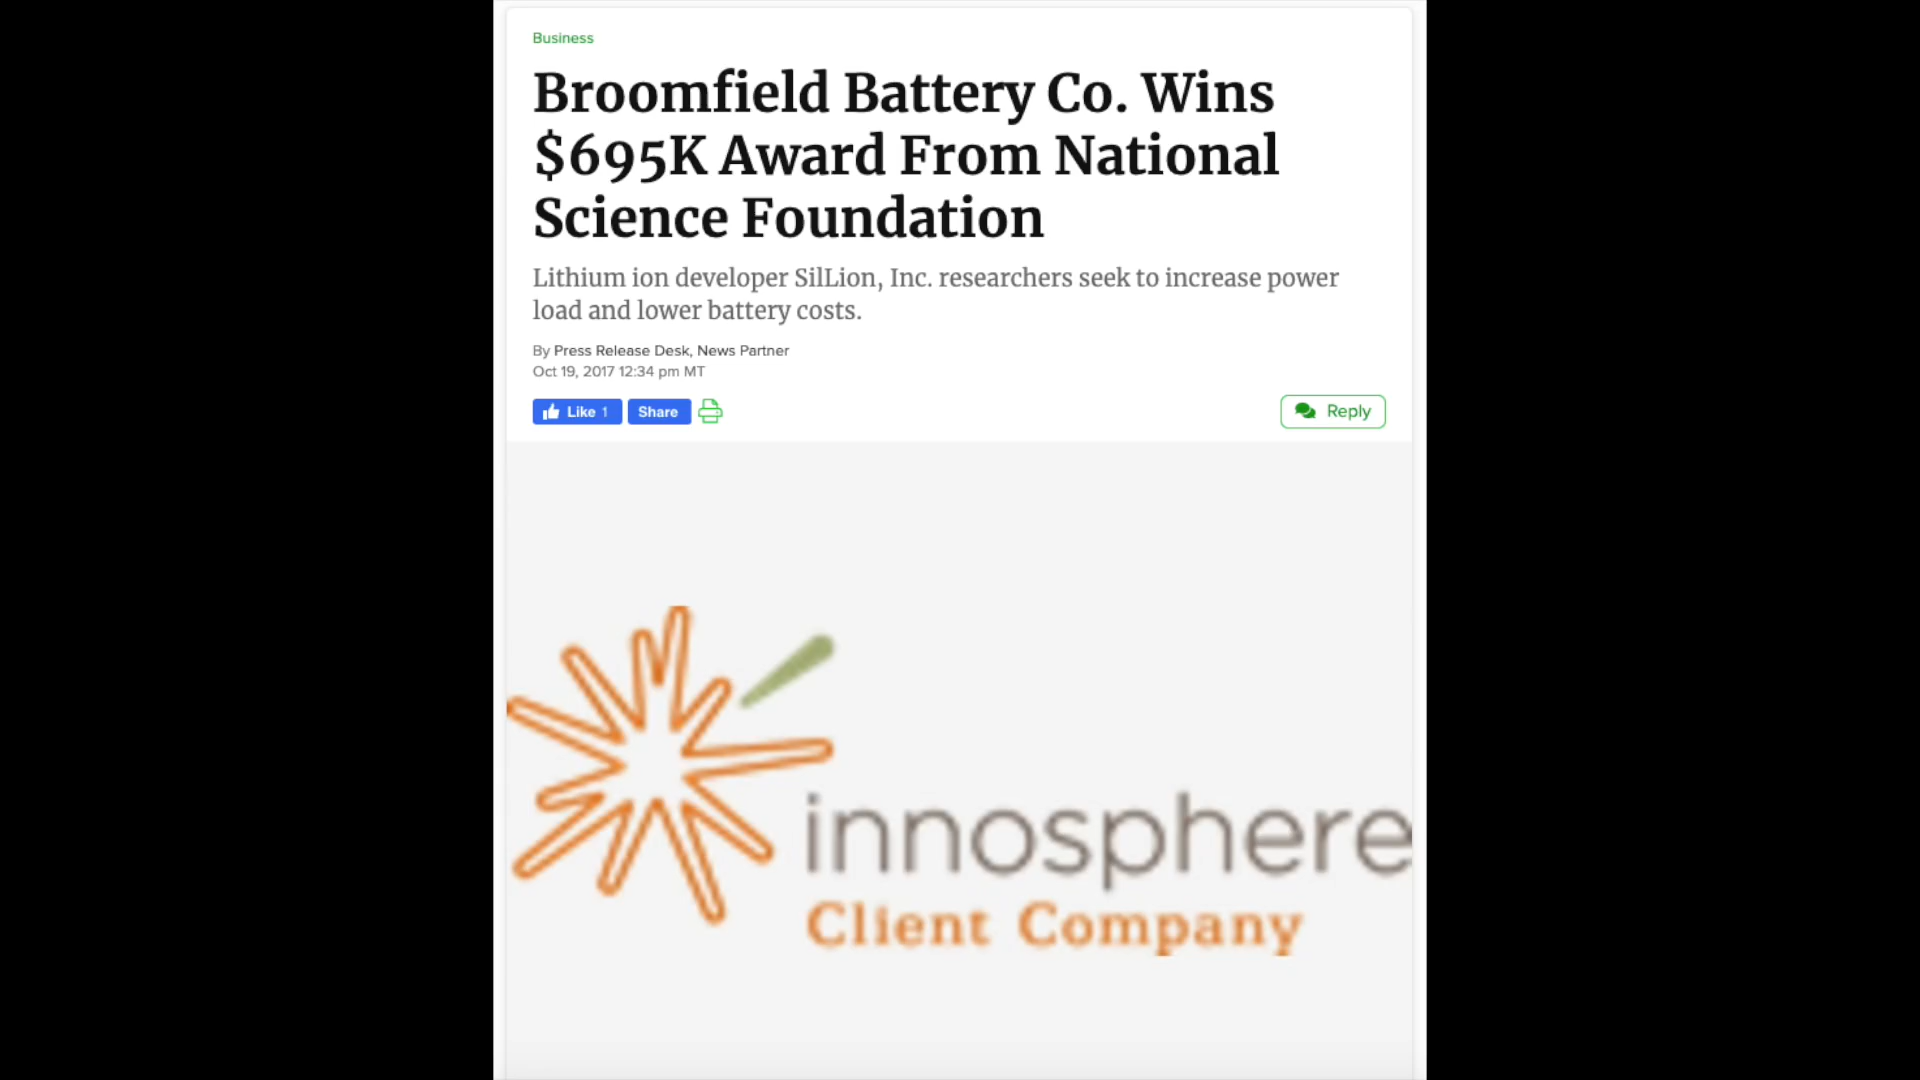 Business
Broomfield Battery Co. Wins
$695K Award From National
Science Foundation
Lithium ion developer SilLion, Inc. researchers seek to increase power
load and lower battery costs.
By Press Release Desk, News Partner
Oct 19, 2017 12:34 pm MT
Like 1 Share Reply
innosphere
Client Company